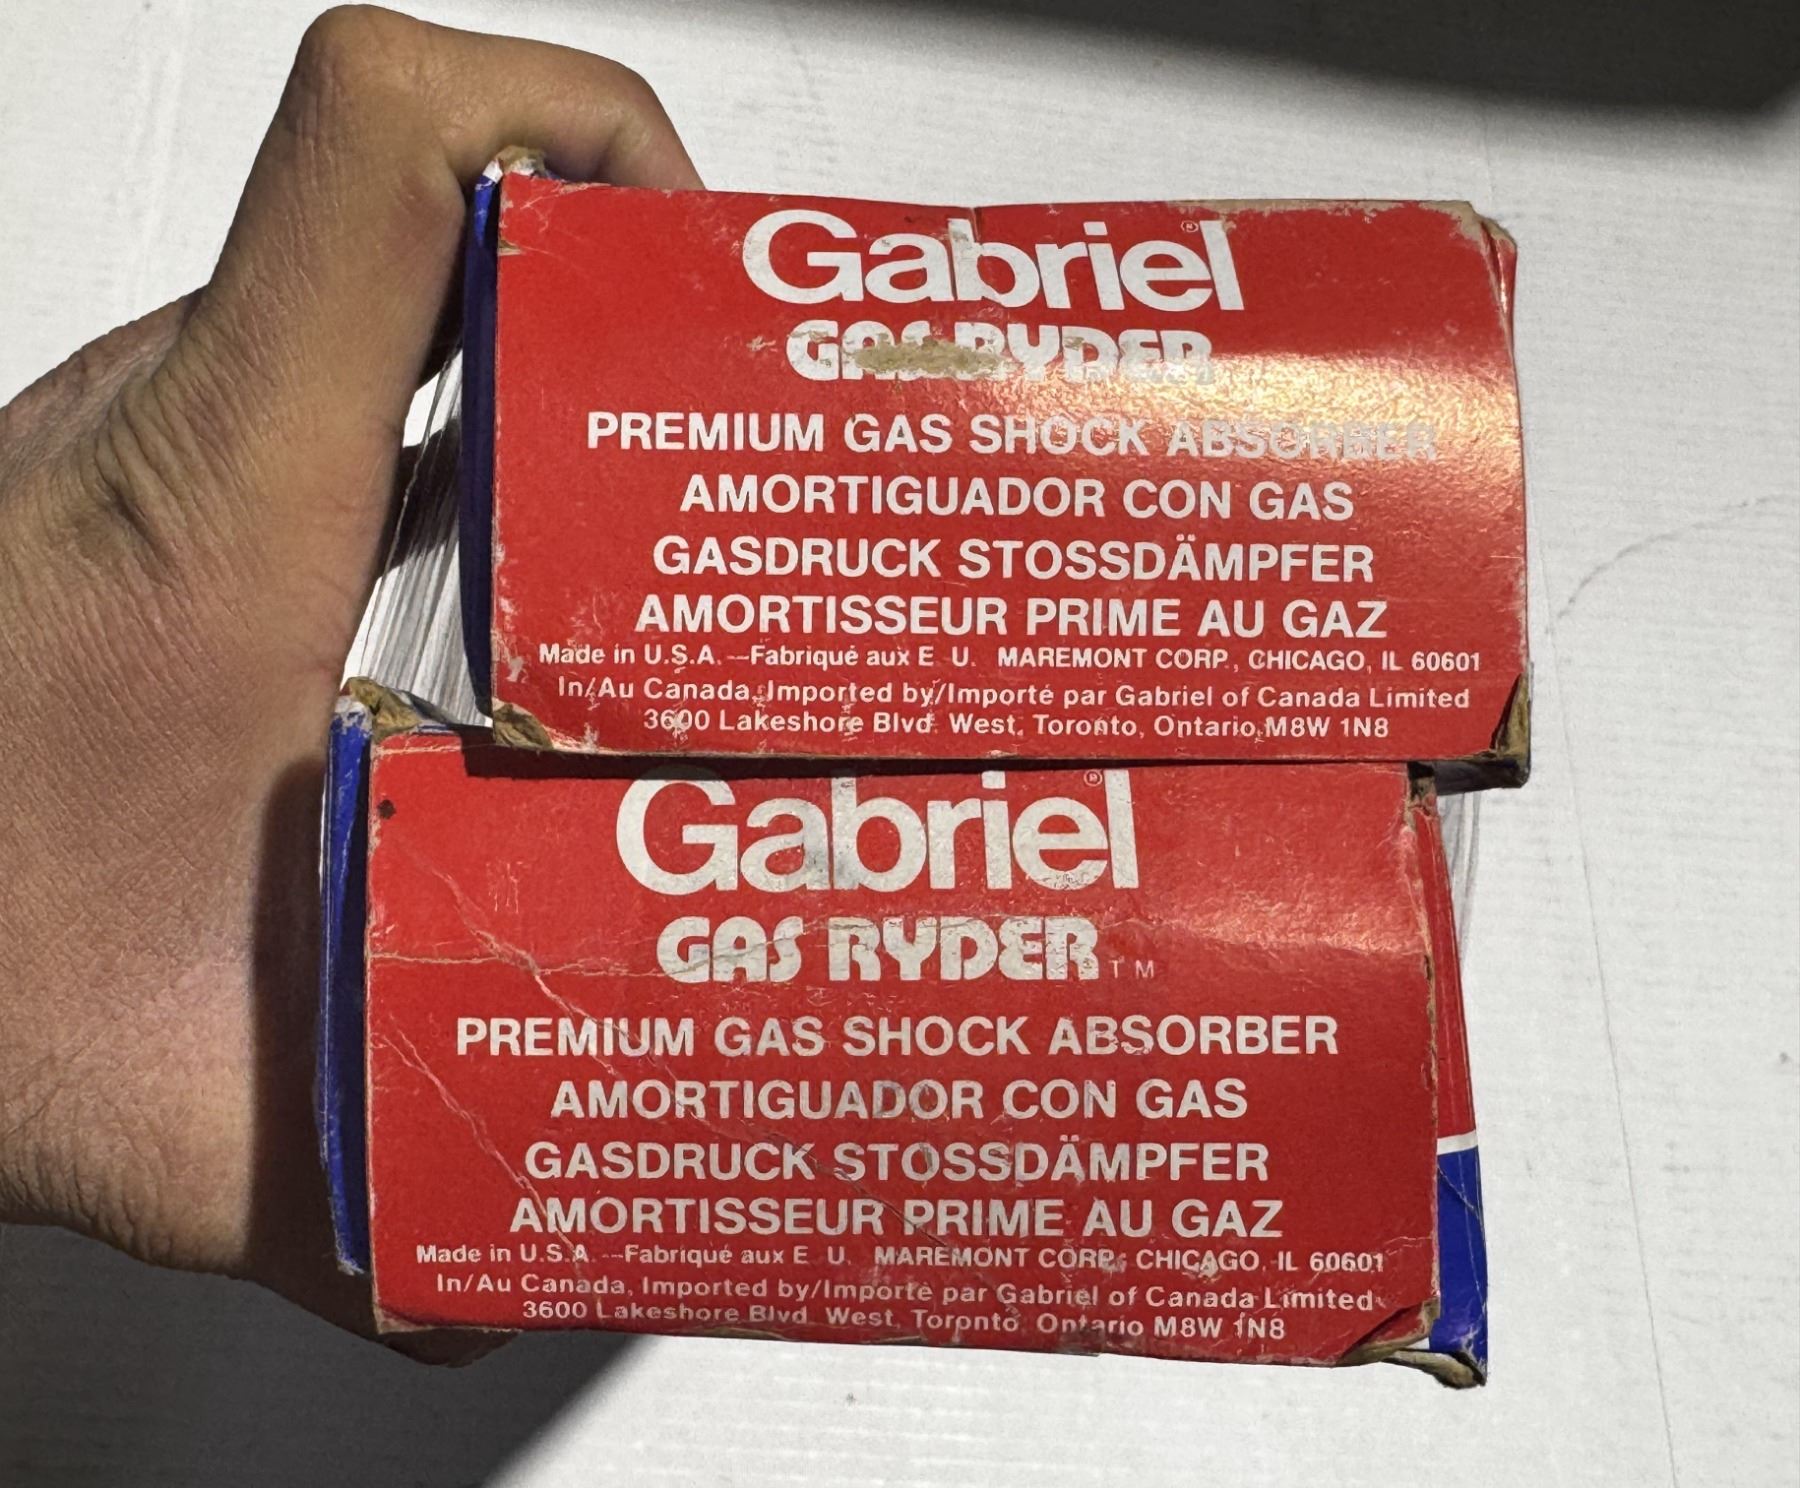 Gabriel®
GAS RYDER
PREMIUM GAS SHOCK ABSORBER
AMORTIGUADOR CON GAS
GASDRUCK STOSSDÄMPFER
AMORTISSEUR PRIME AU GAZ
Made in U.S.A. —Fabriqué aux E. U. MAREMONT CORP., CHICAGO, IL 60601
In/Au Canada, Imported by/Importé par Gabriel of Canada Limited
3600 Lakeshore Blvd. West, Toronto, Ontario, M8W 1N8
Gabriel®
GAS RYDER TM
PREMIUM GAS SHOCK ABSORBER
AMORTIGUADOR CON GAS
GASDRUCK STOSSDÄMPFER
AMORTISSEUR PRIME AU GAZ
Made in U.S.A. —Fabriqué aux E. U. MAREMONT CORP., CHICAGO, IL 60601
In/Au Canada, Imported by/Importé par Gabriel of Canada Limited
3600 Lakeshore Blvd. West, Toronto, Ontario M8W 1N8